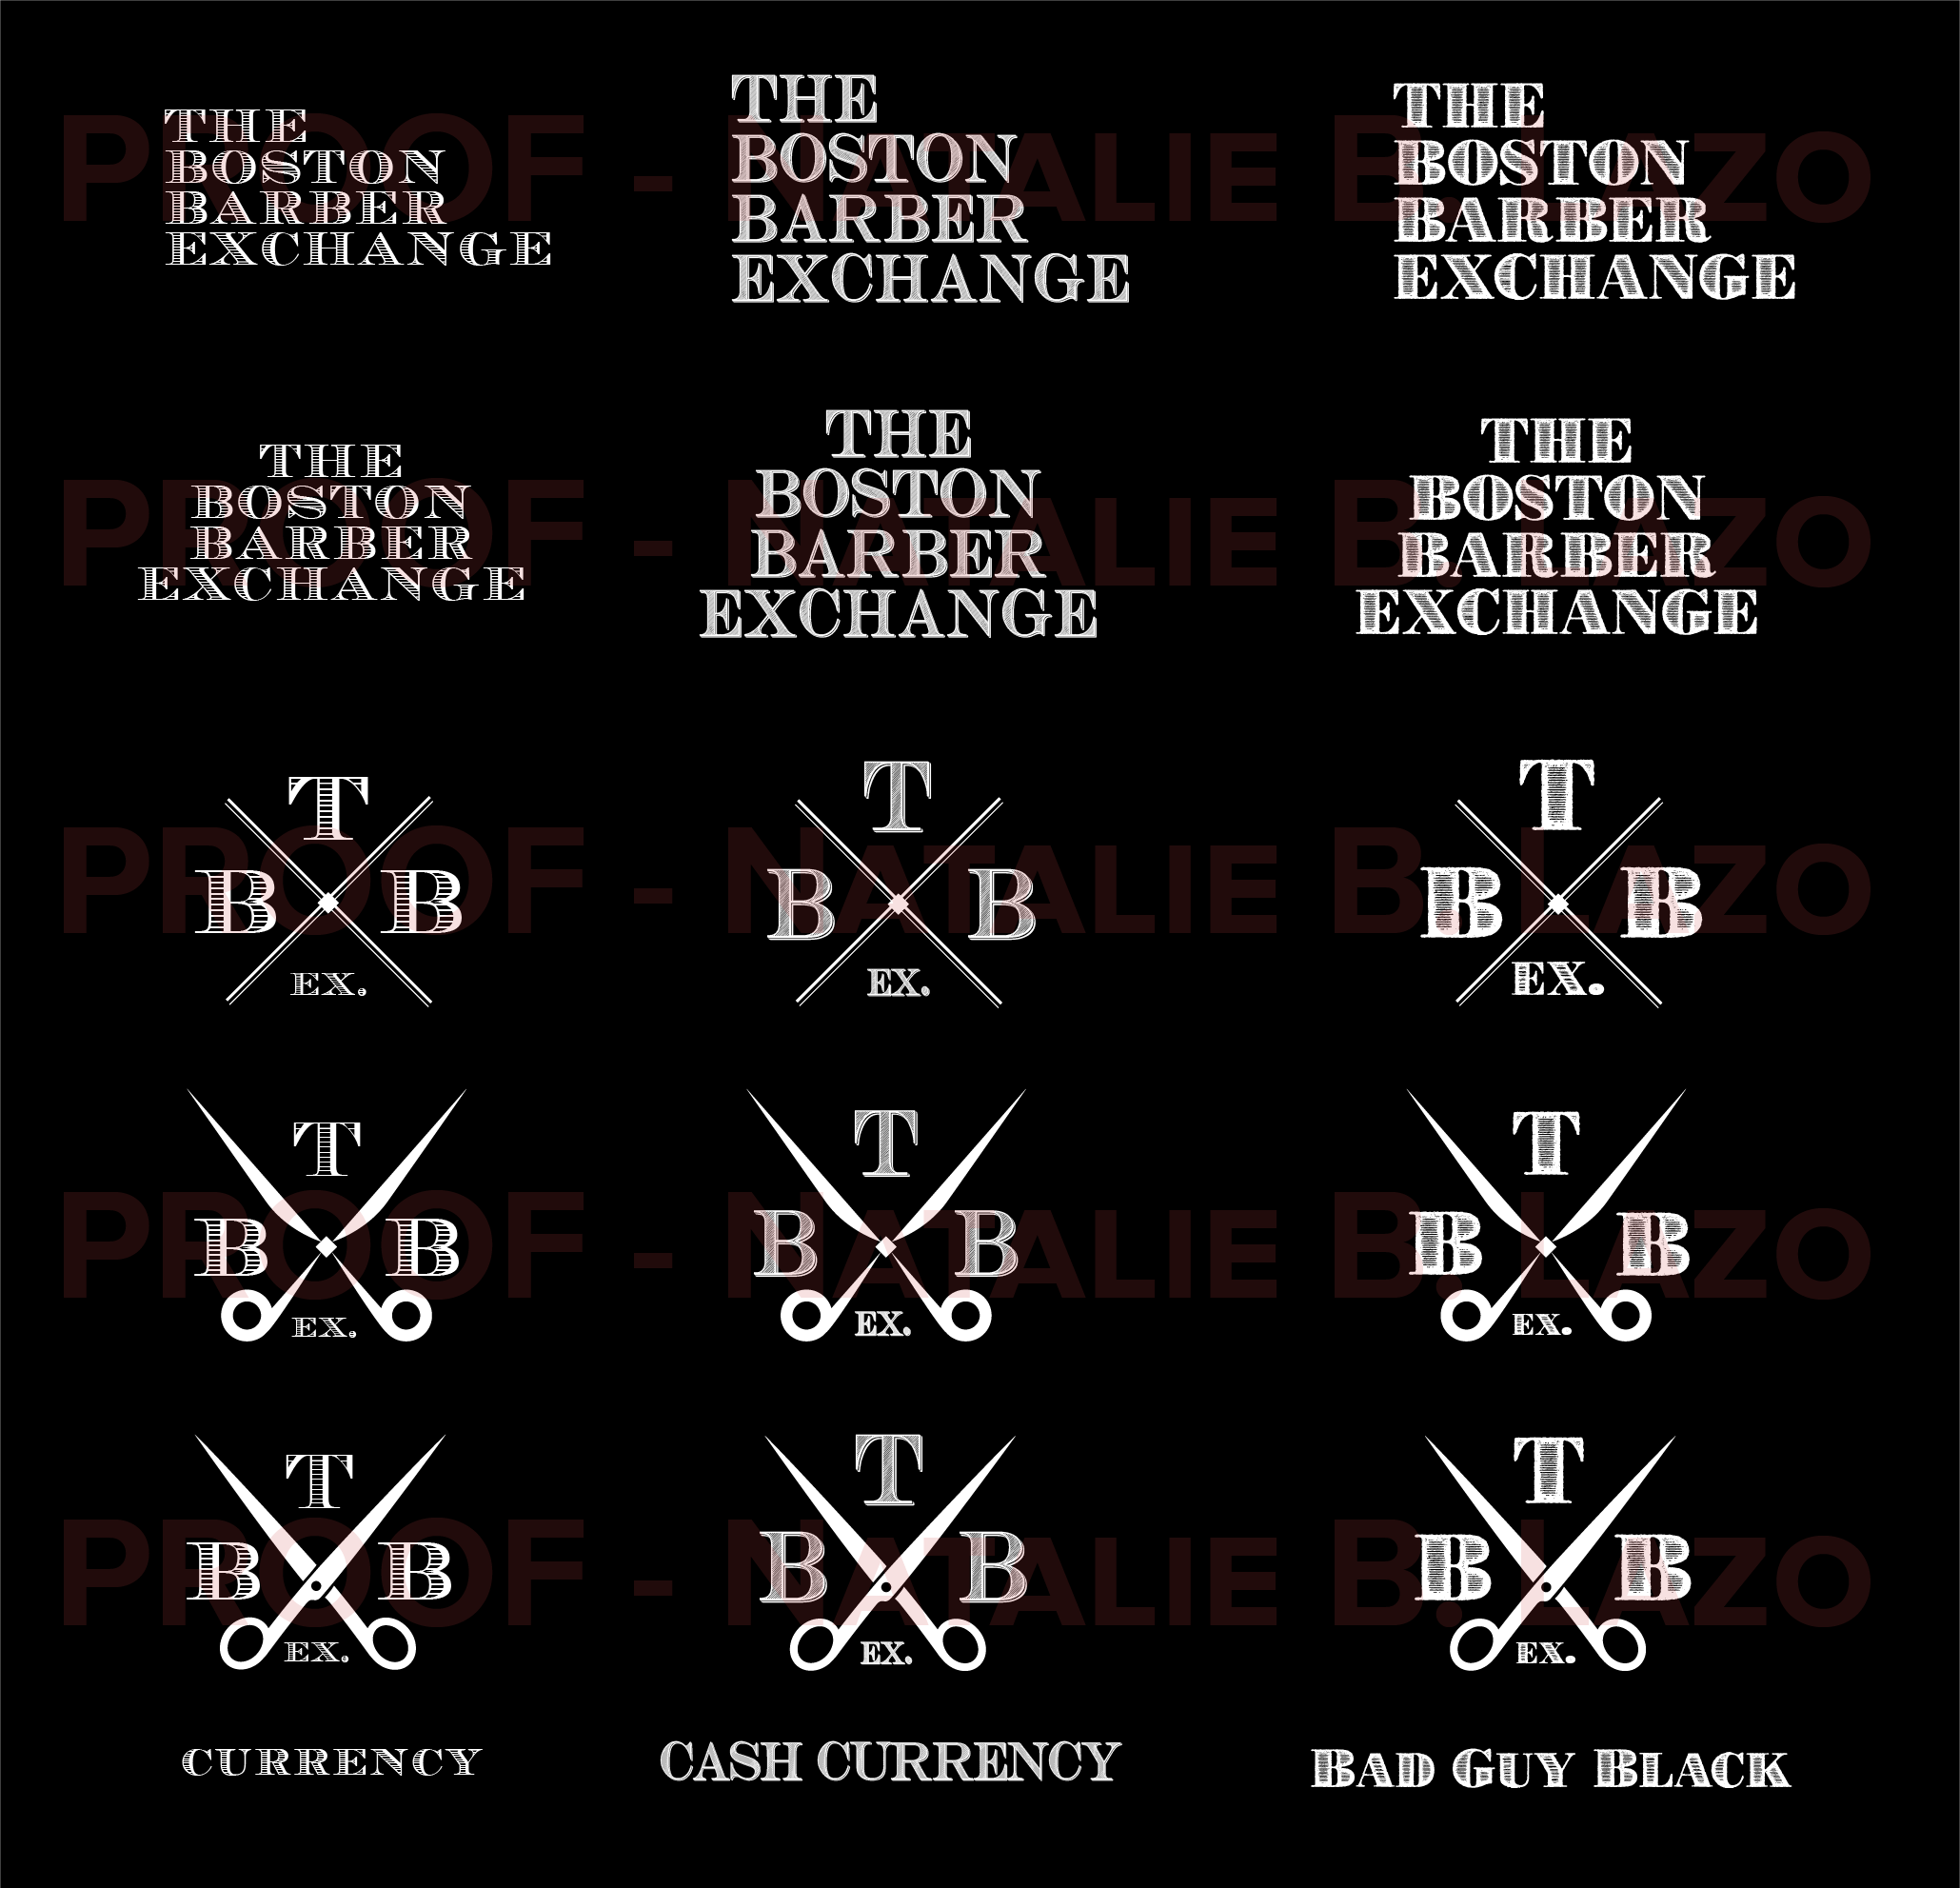 THE
BOSTON
BARBER
EXCHANGE
THE
BOSTON
BARBER
EXCHANGE
THE
BOSTON
BARBER
EXCHANGE
PROOF - NATALIE B. LAZO
THE
BOSTON
BARBER
EXCHANGE
THE
BOSTON
BARBER
EXCHANGE
THE
BOSTON
BARBER
EXCHANGE
PROOF - NATALIE B. LAZO
T
B B
EX.
T
B B
EX.
T
B B
EX.
PROOF - NATALIE B. LAZO
T
B B
EX.
T
B B
EX.
T
B B
EX.
PROOF - NATALIE B. LAZO
T
B B
EX.
T
B B
EX.
T
B B
EX.
PROOF - NATALIE B. LAZO
CURRENCY
CASH CURRENCY
BAD GUY BLACK